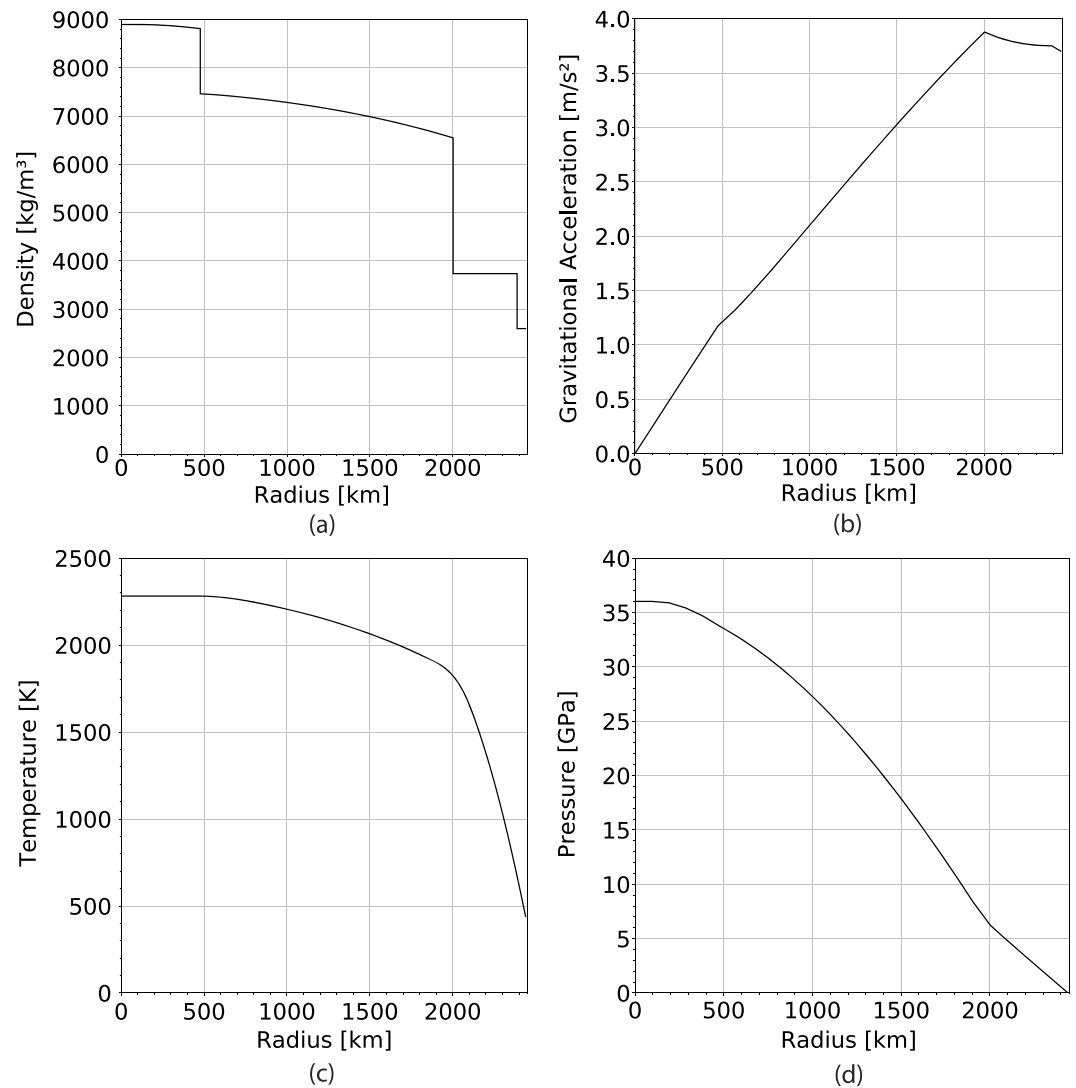 9000
8000
7000
6000
5000
4000
3000
2000
1000
0
Density [kg/m³]
0 500 1000 1500 2000
Radius [km]
(a)
4.0
3.5
3.0
2.5
2.0
1.5
1.0
0.5
0.0
Gravitational Acceleration [m/s²]
0 500 1000 1500 2000
Radius [km]
(b)
2500
2000
1500
1000
500
0
Temperature [K]
0 500 1000 1500 2000
Radius [km]
(c)
40
35
30
25
20
15
10
5
0
Pressure [GPa]
0 500 1000 1500 2000
Radius [km]
(d)